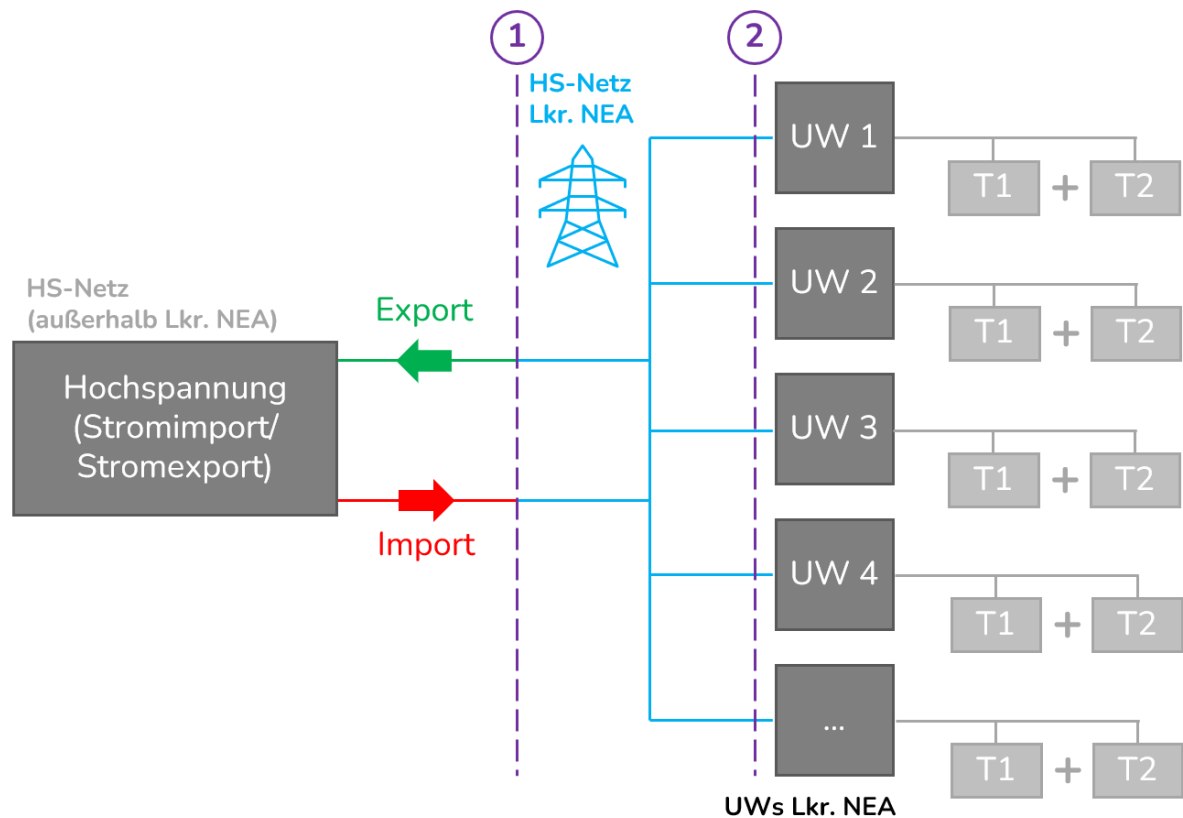 1
2
HS-Netz
Lkr. NEA
UW 1
T1 + T2
UW 2
T1 + T2
HS-Netz
(außerhalb Lkr. NEA)
Export
Hochspannung
(Stromimport/
Stromexport)
UW 3
T1 + T2
Import
UW 4
T1 + T2
...
T1 + T2
UWs Lkr. NEA